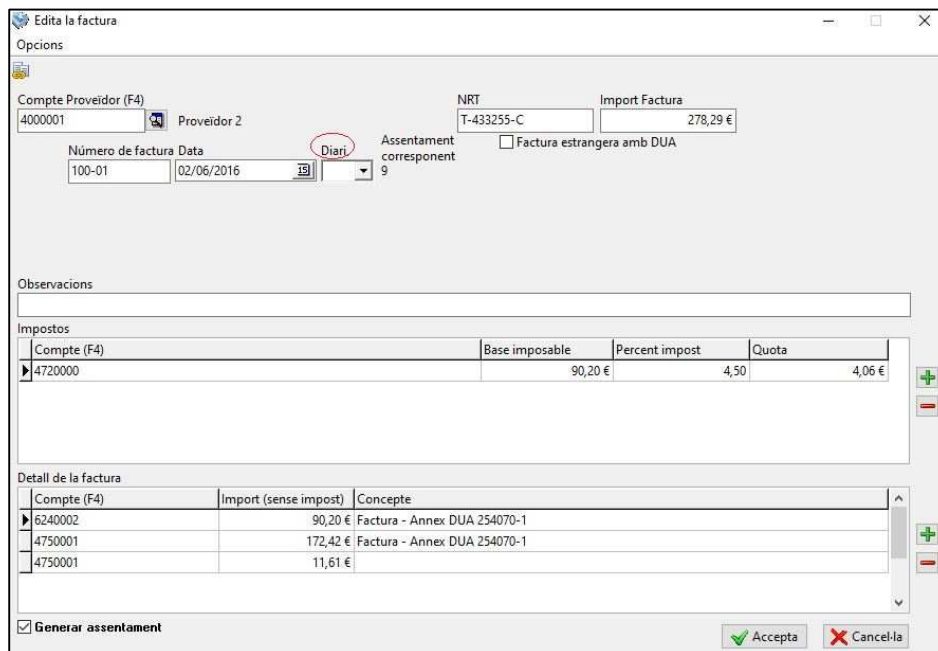 Edita la factura
Opcions
Compte Proveïdor (F4) NRT Import Factura
4000001 Proveïdor 2 T-433255-C 278,29 €
Número de factura Data Diari Assentament corresponent Factura estrangera amb DUA
100-01 02/06/2016 15 9
Observacions
Impostos
Compte (F4) Base imposable Percent impost Quota
4720000 90,20 € 4,50 4,06 €
Detall de la factura
Compte (F4) Import (sense impost) Concepte
6240002 90,20 € Factura - Annex DUA 254070-1
4750001 172,42 € Factura - Annex DUA 254070-1
4750001 11,61 €
Generar assentament
Accepta Cancel·la